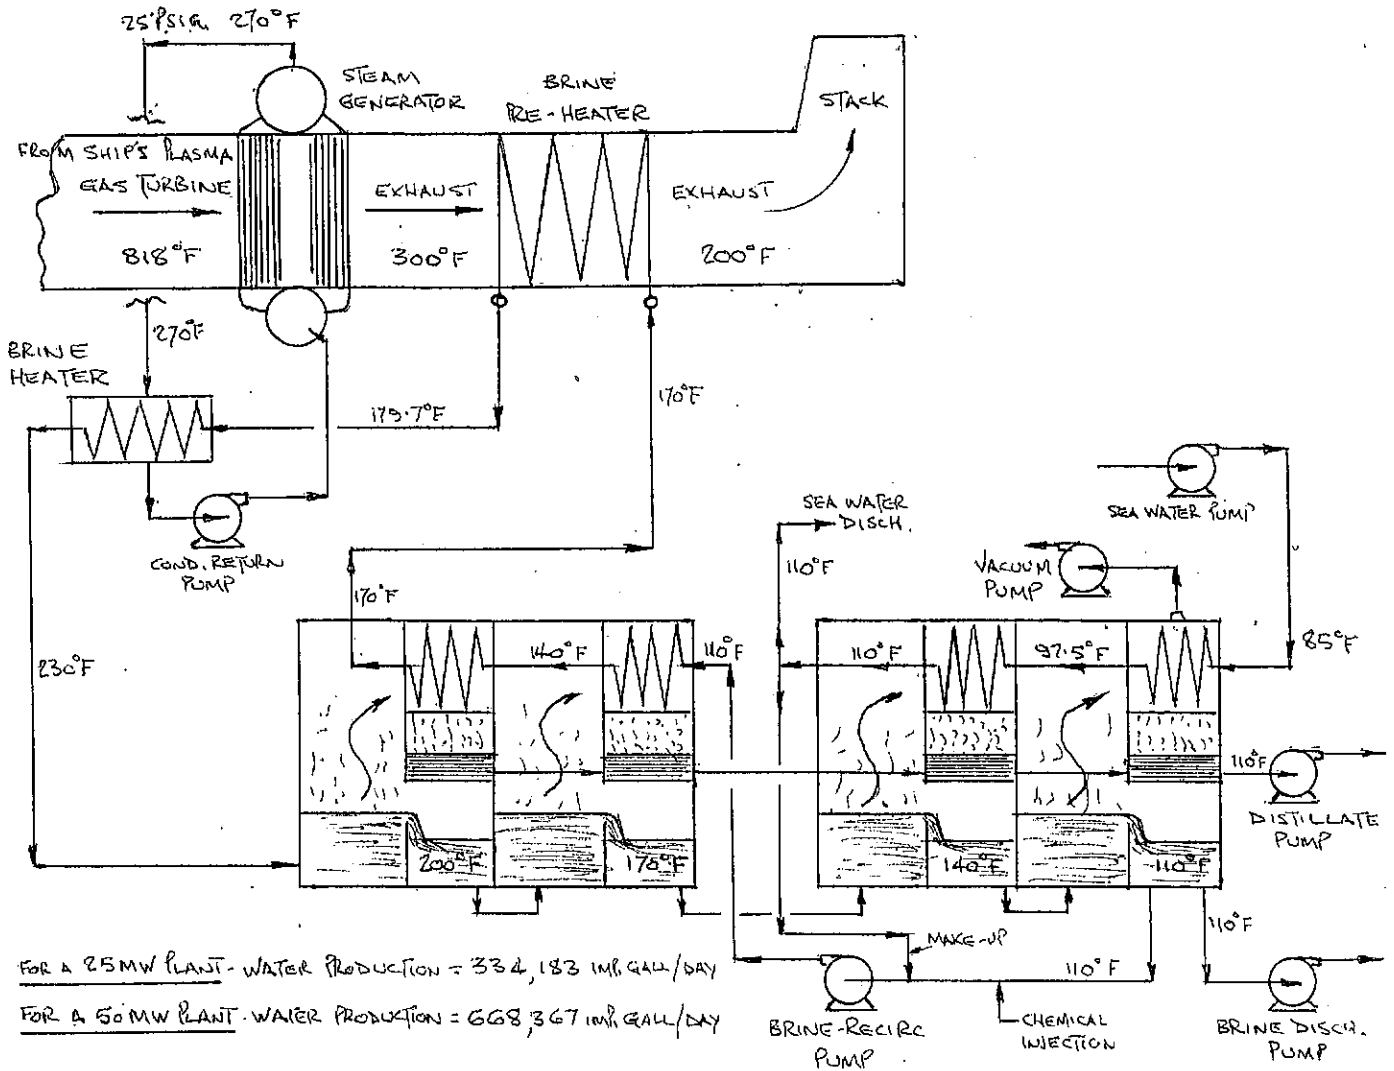 25 PSIG. 270°F
STEAM
GENERATOR
BRINE
PRE-HEATER
STACK
FROM SHIP'S PLASMA
GAS TURBINE
EXHAUST
EXHAUST
818°F
300°F
200°F
270°F
BRINE
HEATER
179.7°F
170°F
COND. RETURN
PUMP
SEA WATER
DISCH.
SEA WATER PUMP
VACUUM
PUMP
110°F
170°F
230°F
140°F
110°F
110°F
97.5°F
85°F
110°F
DISTILLATE
PUMP
200°F
170°F
140°F
110°F
110°F
MAKE-UP
110°F
FOR A 25MW PLANT - WATER PRODUCTION = 334,183 IMP. GALL/DAY
FOR A 50MW PLANT. WATER PRODUCTION = 668,367 IMP. GALL/DAY
BRINE-RECIRC
PUMP
CHEMICAL
INJECTION
BRINE DISCH.
PUMP